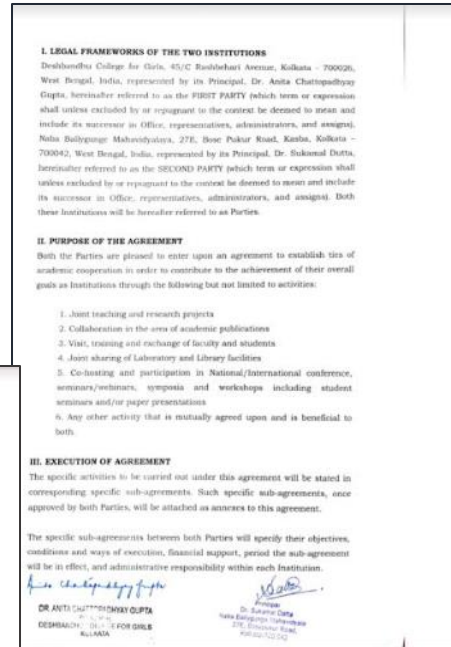 I. LEGAL FRAMEWORKS OF THE TWO INSTITUTIONS
Deshbandhu College for Girls, 45/C Rashbehari Avenue, Kolkata - 700026,
West Bengal, India, represented by its Principal, Dr. Anita Chattopadhyay
Gupta, hereinafter referred to as the FIRST PARTY (which term or expression
shall unless excluded by or repugnant to the context be deemed to mean and
include its successor in Office, representatives, administrators, and assigns).
Naba Ballygunge Mahavidyalaya, 27E, Bose Pukur Road, Kasba, Kolkata -
700042, West Bengal, India, represented by its Principal, Dr. Sukamal Dutta,
hereinafter referred to as the SECOND PARTY (which term or expression shall
unless excluded by or repugnant to the context be deemed to mean and include
its successor in Office, representatives, administrators, and assigns). Both
these Institutions will be hereafter referred to as Parties.
II. PURPOSE OF THE AGREEMENT
Both the Parties are pleased to enter upon an agreement to establish ties of
academic cooperation in order to contribute to the achievement of their overall
goals as Institutions through the following but not limited to activities:
1. Joint teaching and research projects
2. Collaboration in the area of academic publications
3. Visit, training and exchange of faculty and students
4. Joint sharing of Laboratory and Library facilities
5. Co-hosting and participation in National/International conference,
seminars/webinars, symposia and workshops including student
seminars and/or paper presentations
6. Any other activity that is mutually agreed upon and is beneficial to
both.
III. EXECUTION OF AGREEMENT
The specific activities to be carried out under this agreement will be stated in
corresponding specific sub-agreements. Such specific sub-agreements, once
approved by both Parties, will be attached as annexes to this agreement.
The specific sub-agreements between both Parties will specify their objectives,
conditions and ways of execution, financial support, period the sub-agreement
will be in effect, and administrative responsibility within each Institution.
DR ANITA CHATTOPADHYAY GUPTA
DESHBANDHU COLLEGE FOR GIRLS
KOLKATA
Principal
Dr. Sukamal Dutta
Naba Ballygunge Mahavidyalaya
27E, Bosepukur Road,